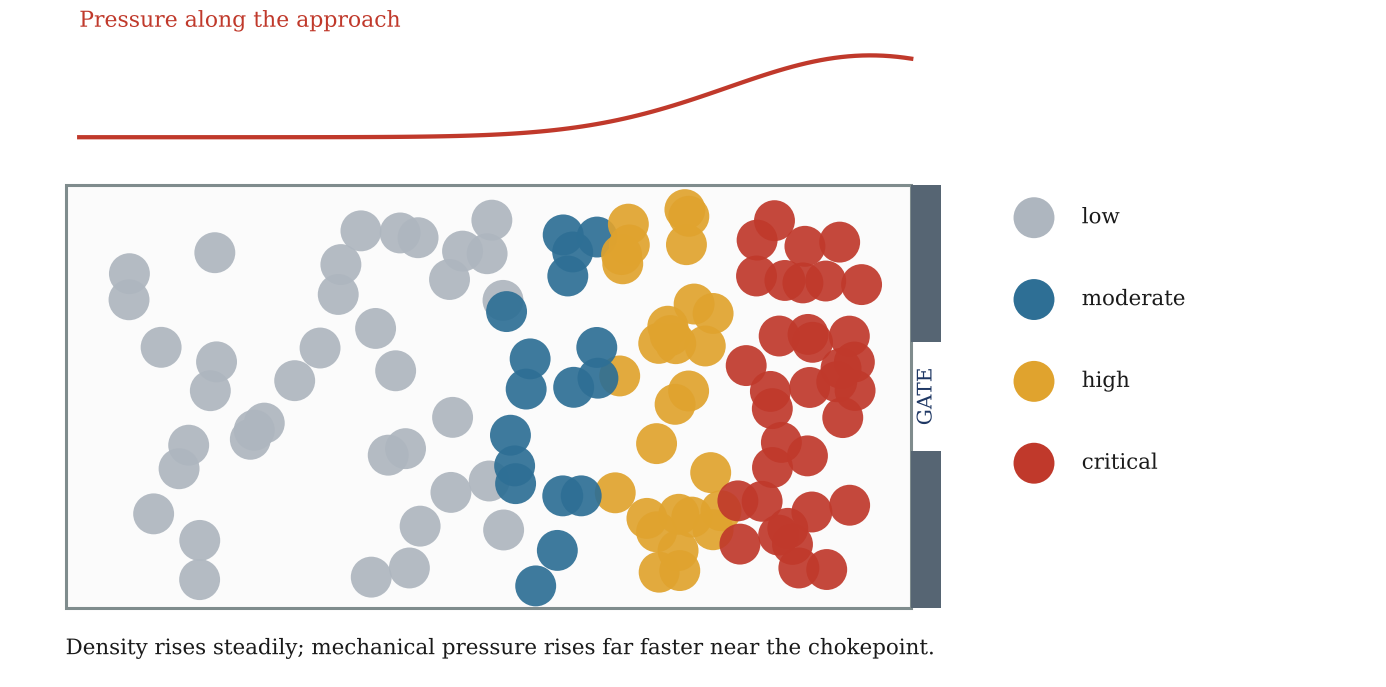 Pressure along the approach
low
moderate
high
GATE
critical
Density rises steadily; mechanical pressure rises far faster near the chokepoint.